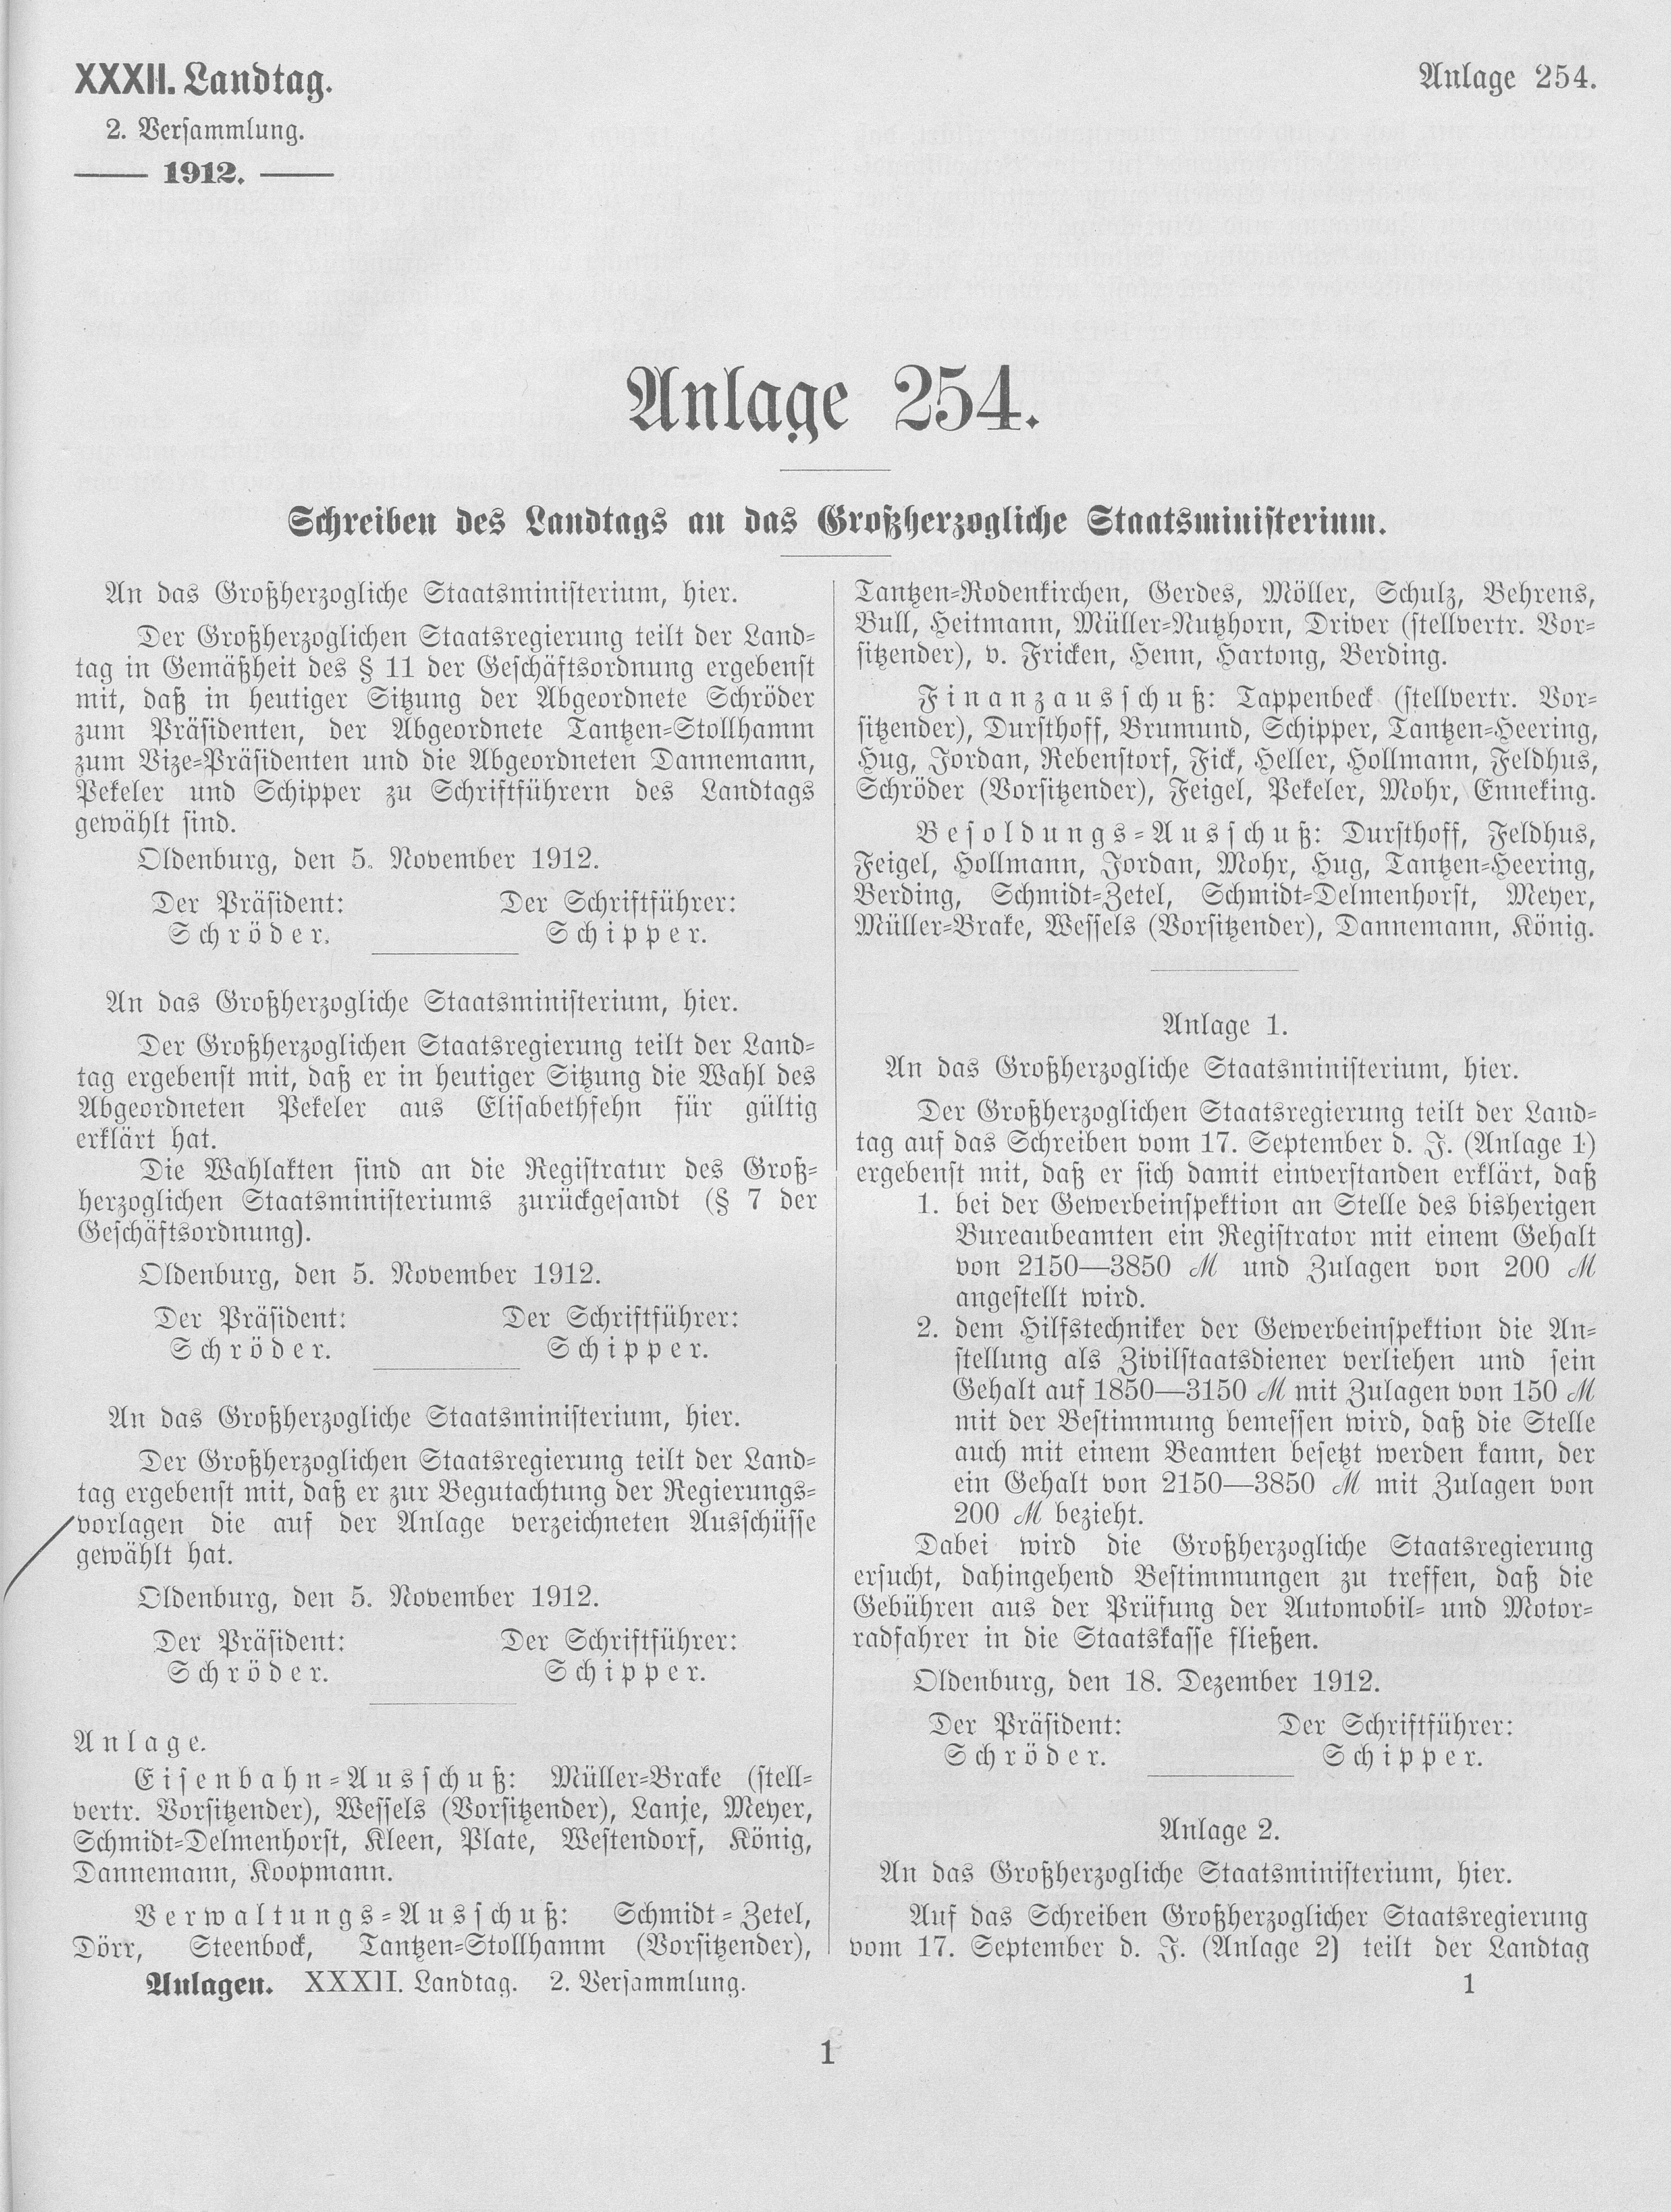 XXXII. Landtag.
2. Versammlung.
1912.
Anlage 254.
Anlage 254.
Schreiben des Landtags an das Großherzogliche Staatsministerium.
An das Großherzogliche Staatsministerium, hier.
Der Großherzoglichen Staatsregierung teilt der Land-
tag in Gemäßheit des § 11 der Geschäftsordnung ergebenst
mit, daß in heutiger Sitzung der Abgeordnete Schröder
zum Präsidenten, der Abgeordnete Tantzen-Stollhamm
zum Vize-Präsidenten und die Abgeordneten Dannemann,
Pekeler und Schipper zu Schriftführern des Landtags
gewählt sind.
Oldenburg, den 5. November 1912.
Der Präsident: Der Schriftführer:
Schröder. Schipper.
An das Großherzogliche Staatsministerium, hier.
Der Großherzoglichen Staatsregierung teilt der Land-
tag ergebenst mit, daß er in heutiger Sitzung die Wahl des
Abgeordneten Pekeler aus Elisabethfehn für gültig
erklärt hat.
Die Wahlakten sind an die Registratur des Groß-
herzoglichen Staatsministeriums zurückgesandt (§ 7 der
Geschäftsordnung).
Oldenburg, den 5. November 1912.
Der Präsident: Der Schriftführer:
Schröder. Schipper.
An das Großherzogliche Staatsministerium, hier.
Der Großherzoglichen Staatsregierung teilt der Land-
tag ergebenst mit, daß er zur Begutachtung der Regierungs-
vorlagen die auf der Anlage verzeichneten Ausschüsse
gewählt hat.
Oldenburg, den 5. November 1912.
Der Präsident: Der Schriftführer:
Schröder. Schipper.
Anlage.
Eisenbahn-Ausschuß: Müller-Brake (stell-
vertr. Vorsitzender), Wessels (Vorsitzender), Lanje, Meyer,
Schmidt-Delmenhorst, Kleen, Plate, Westendorf, König,
Dannemann, Koopmann.
Verwaltungs-Ausschuß: Schmidt-Zetel,
Dörr, Steenbock, Tantzen-Stollhamm (Vorsitzender),
Tantzen-Rodenkirchen, Gerdes, Möller, Schulz, Behrens,
Bull, Heitmann, Müller-Nutzhorn, Driver (stellvertr. Vor-
sitzender), v. Fricken, Henn, Hartong, Berding.
Finanzausschuß: Tappenbeck (stellvertr. Vor-
sitzender), Dursthoff, Brumund, Schipper, Tantzen-Heering,
Hug, Jordan, Rebenstorf, Fick, Heller, Hollmann, Feldhus,
Schröder (Vorsitzender), Feigel, Pekeler, Mohr, Enneking.
Besoldungs-Ausschuß: Dursthoff, Feldhus,
Feigel, Hollmann, Jordan, Mohr, Hug, Tantzen-Heering,
Berding, Schmidt-Zetel, Schmidt-Delmenhorst, Meyer,
Müller-Brake, Wessels (Vorsitzender), Dannemann, König.
Anlage 1.
An das Großherzogliche Staatsministerium, hier.
Der Großherzoglichen Staatsregierung teilt der Land-
tag auf das Schreiben vom 17. September d. J. (Anlage 1)
ergebenst mit, daß er sich damit einverstanden erklärt, daß
1. bei der Gewerbeinspektion an Stelle des bisherigen
Bureaubeamten ein Registrator mit einem Gehalt
von 2150—3850 ℳ und Zulagen von 200 ℳ
angestellt wird.
2. dem Hilfstechniker der Gewerbeinspektion die An-
stellung als Zivilstaatsdiener verliehen und sein
Gehalt auf 1850—3150 ℳ mit Zulagen von 150 ℳ
mit der Bestimmung bemessen wird, daß die Stelle
auch mit einem Beamten besetzt werden kann, der
ein Gehalt von 2150—3850 ℳ mit Zulagen von
200 ℳ bezieht.
Dabei wird die Großherzogliche Staatsregierung
ersucht, dahingehend Bestimmungen zu treffen, daß die
Gebühren aus der Prüfung der Automobil- und Motor-
radfahrer in die Staatskasse fließen.
Oldenburg, den 18. Dezember 1912.
Der Präsident: Der Schriftführer:
Schröder. Schipper.
Anlage 2.
An das Großherzogliche Staatsministerium, hier.
Auf das Schreiben Großherzoglicher Staatsregierung
vom 17. September d. J. (Anlage 2) teilt der Landtag
Anlagen. XXXII. Landtag. 2. Versammlung. 1
1